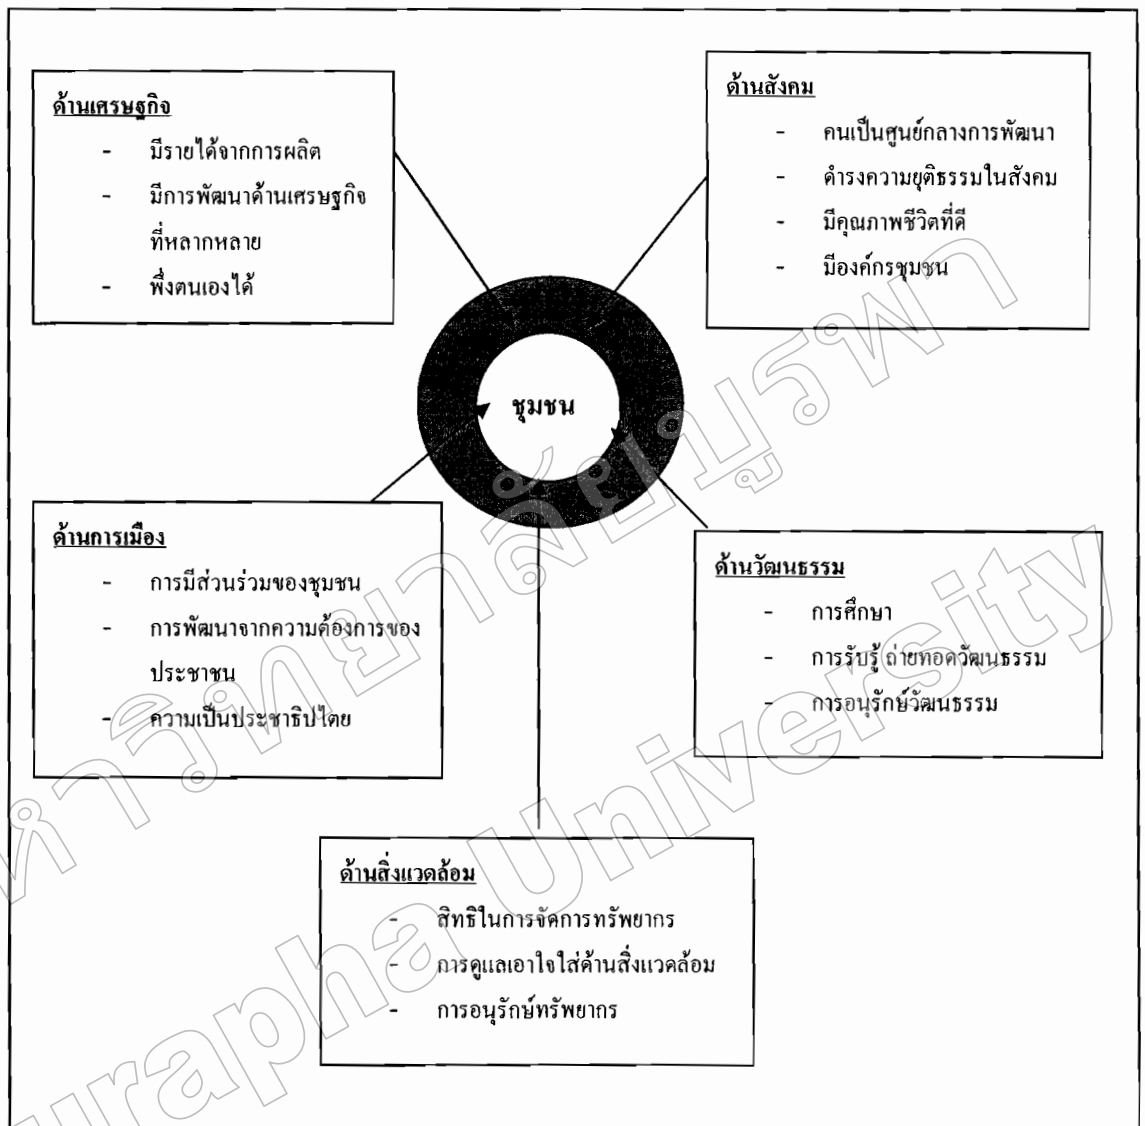 ด้านเศรษฐกิจ
- มีรายได้จากการผลิต
- มีการพัฒนาด้านเศรษฐกิจ
ที่หลากหลาย
- พึ่งตนเองได้
ด้านสังคม
- คนเป็นศูนย์กลางการพัฒนา
- ดำรงความยุติธรรมในสังคม
- มีคุณภาพชีวิตที่ดี
- มีองค์กรชุมชน
ชุมชน
ด้านการเมือง
- การมีส่วนร่วมของชุมชน
- การพัฒนาจากความต้องการของ
ประชาชน
- ความเป็นประชาธิปไตย
ด้านวัฒนธรรม
- การศึกษา
- การรับรู้ ถ่ายทอดวัฒนธรรม
- การอนุรักษ์วัฒนธรรม
ด้านสิ่งแวดล้อม
- สิทธิในการจัดการทรัพยากร
- การดูแลเอาใจใส่ด้านสิ่งแวดล้อม
- การอนุรักษ์ทรัพยากร
หาวิทยาลัยบูรพา
urapha University